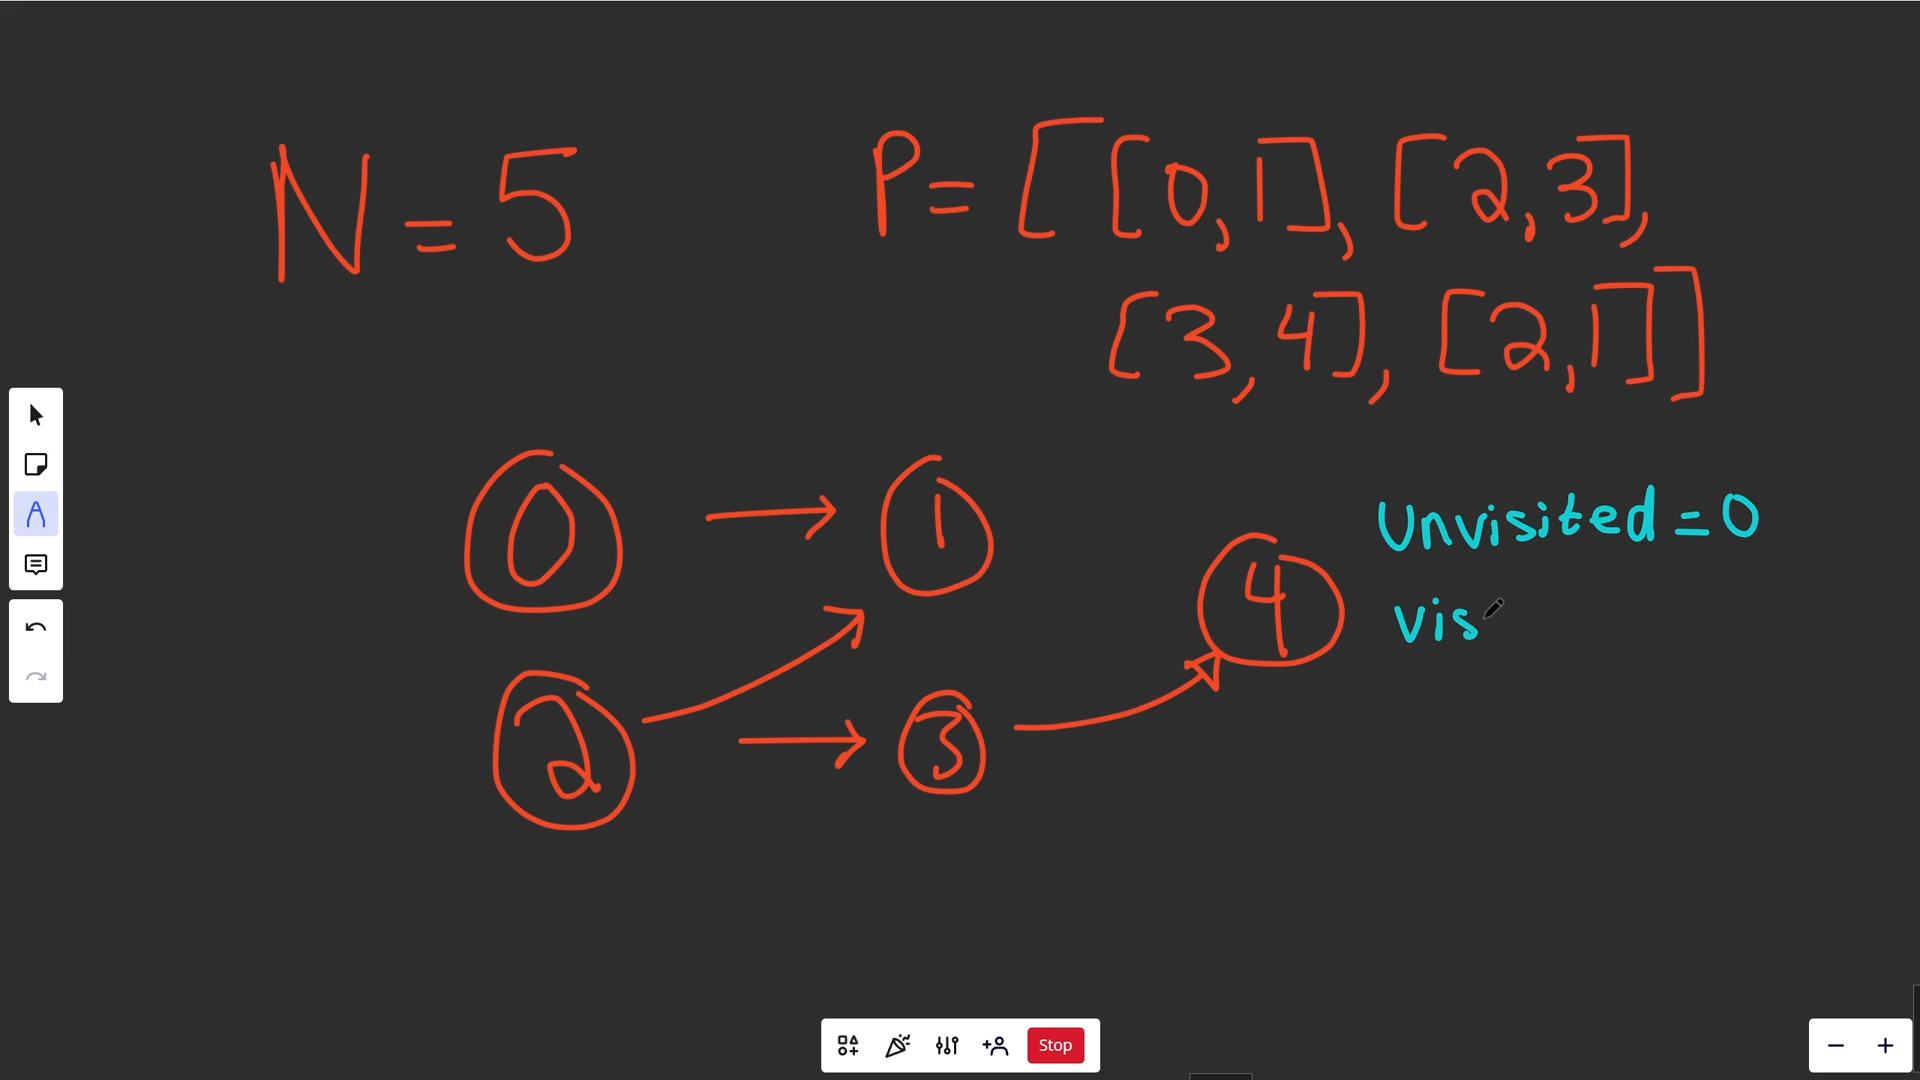 N = 5
P = [[0,1], [2,3],
[3,4], [2,1]]
0
1
Unvisited = 0
4
vis
2
3
Stop